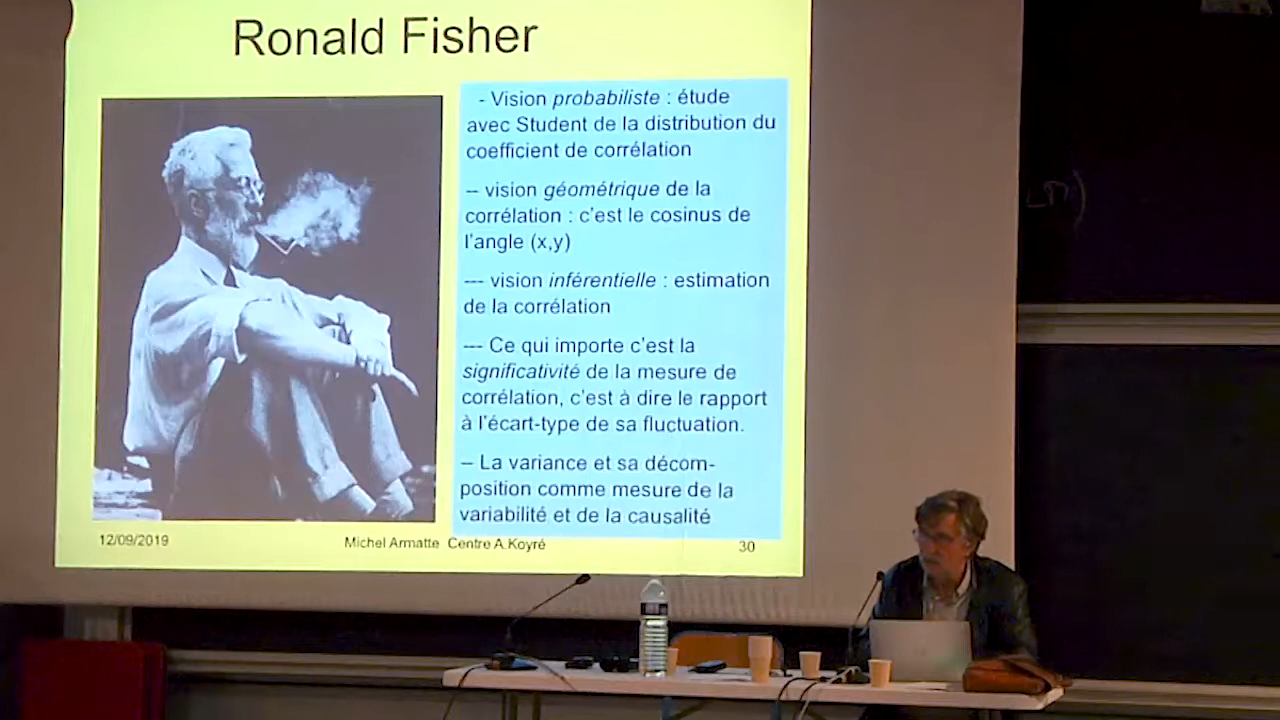 Ronald Fisher
- Vision probabiliste : étude
avec Student de la distribution du
coefficient de corrélation
-- vision géométrique de la
corrélation : c'est le cosinus de
l'angle (x,y)
--- vision inférentielle : estimation
de la corrélation
--- Ce qui importe c'est la
significativité de la mesure de
corrélation, c'est à dire le rapport
à l'écart-type de sa fluctuation.
-- La variance et sa décom-
position comme mesure de la
variabilité et de la causalité
12/09/2019
Michel Armatte Centre A.Koyré
30